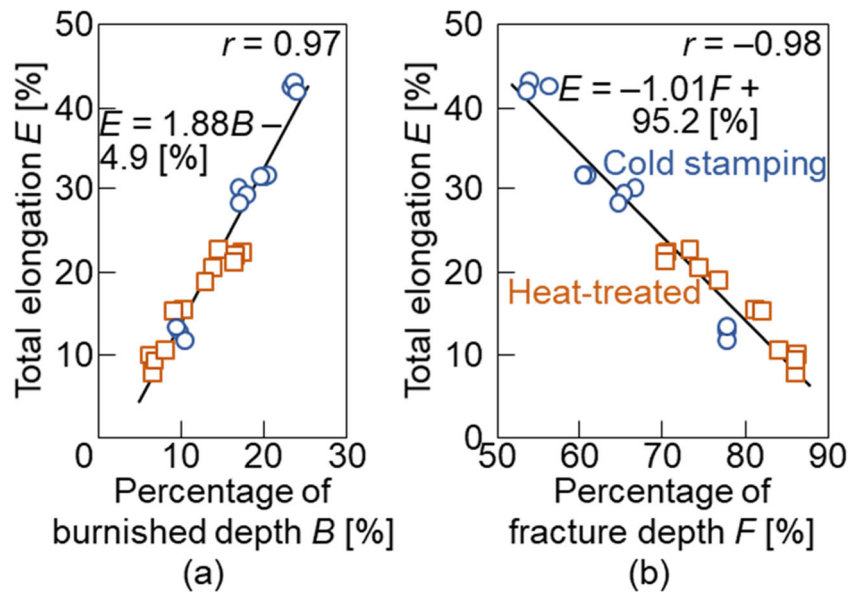 Total elongation E [%]
50
40
30
20
10
0
r = 0.97
E = 1.88B –
4.9 [%]
0
10
20
30
Percentage of
burnished depth B [%]
(a)
Total elongation E [%]
50
40
30
20
10
0
r = –0.98
E = –1.01F +
95.2 [%]
Cold stamping
Heat-treated
50
60
70
80
90
Percentage of
fracture depth F [%]
(b)